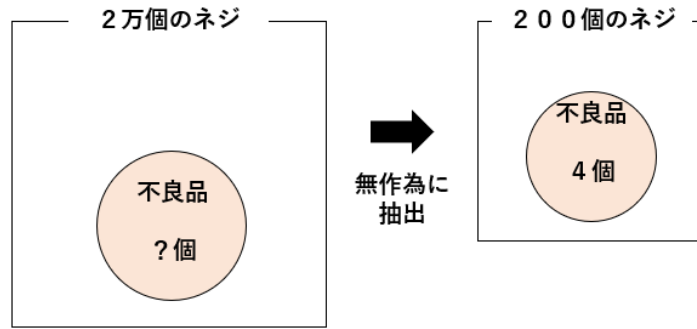 ２万個のネジ
不良品
？個
無作為に
抽出
２００個のネジ
不良品
４個